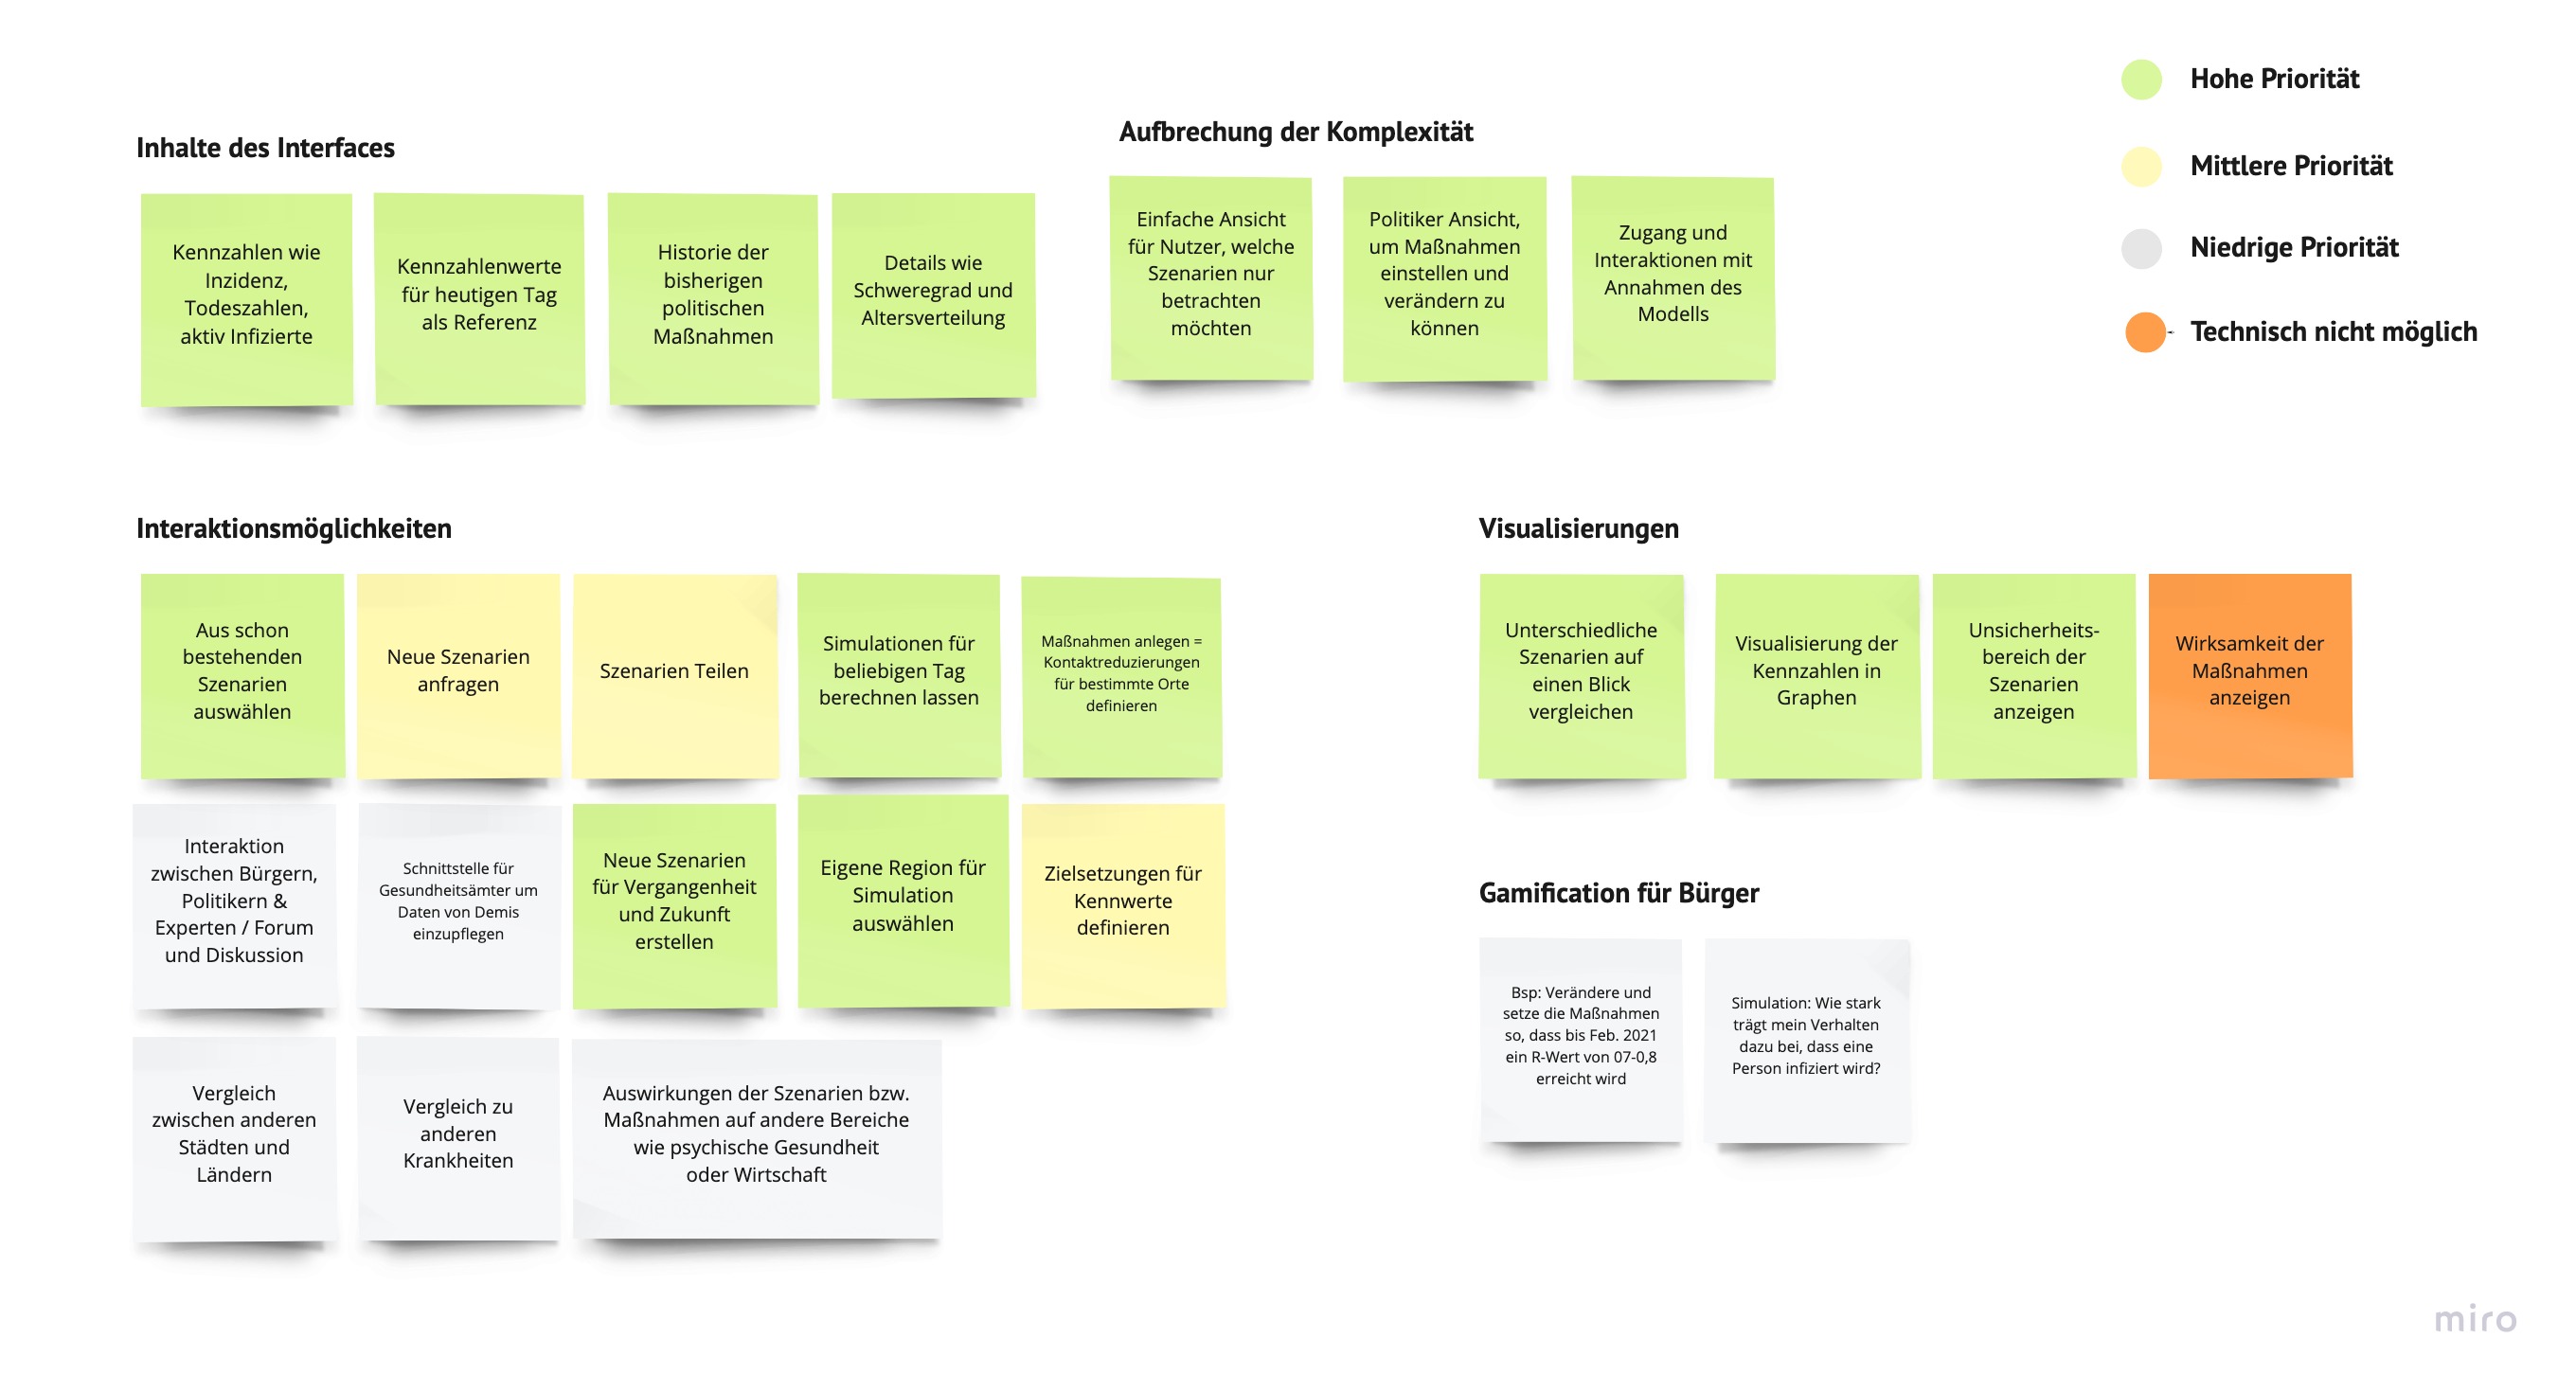 Inhalte des Interfaces
Kennzahlen wie
Inzidenz,
Todeszahlen,
aktiv Infizierte
Kennzahlenwerte
für heutigen Tag
als Referenz
Historie der
bisherigen
politischen
Maßnahmen
Details wie
Schweregrad und
Altersverteilung
Aufbrechung der Komplexität
Einfache Ansicht
für Nutzer, welche
Szenarien nur
betrachten
möchten
Politiker Ansicht,
um Maßnahmen
einstellen und
verändern zu
können
Zugang und
Interaktionen mit
Annahmen des
Modells
Hohe Priorität
Mittlere Priorität
Niedrige Priorität
Technisch nicht möglich
Interaktionsmöglichkeiten
Aus schon
bestehenden
Szenarien
auswählen
Neue Szenarien
anfragen
Szenarien Teilen
Simulationen für
beliebigen Tag
berechnen lassen
Maßnahmen anlegen =
Kontaktreduzierungen
für bestimmte Orte
definieren
Interaktion
zwischen Bürgern,
Politikern &
Experten / Forum
und Diskussion
Schnittstelle für
Gesundheitsämter um
Daten von Demis
einzupflegen
Neue Szenarien
für Vergangenheit
und Zukunft
erstellen
Eigene Region für
Simulation
auswählen
Zielsetzungen für
Kennwerte
definieren
Vergleich
zwischen anderen
Städten und
Ländern
Vergleich zu
anderen
Krankheiten
Auswirkungen der Szenarien bzw.
Maßnahmen auf andere Bereiche
wie psychische Gesundheit
oder Wirtschaft
Visualisierungen
Unterschiedliche
Szenarien auf
einen Blick
vergleichen
Visualisierung der
Kennzahlen in
Graphen
Unsicherheits-
bereich der
Szenarien
anzeigen
Wirksamkeit der
Maßnahmen
anzeigen
Gamification für Bürger
Bsp: Verändere und
setze die Maßnahmen
so, dass bis Feb. 2021
ein R-Wert von 07-0,8
erreicht wird
Simulation: Wie stark
trägt mein Verhalten
dazu bei, dass eine
Person infiziert wird?
miro